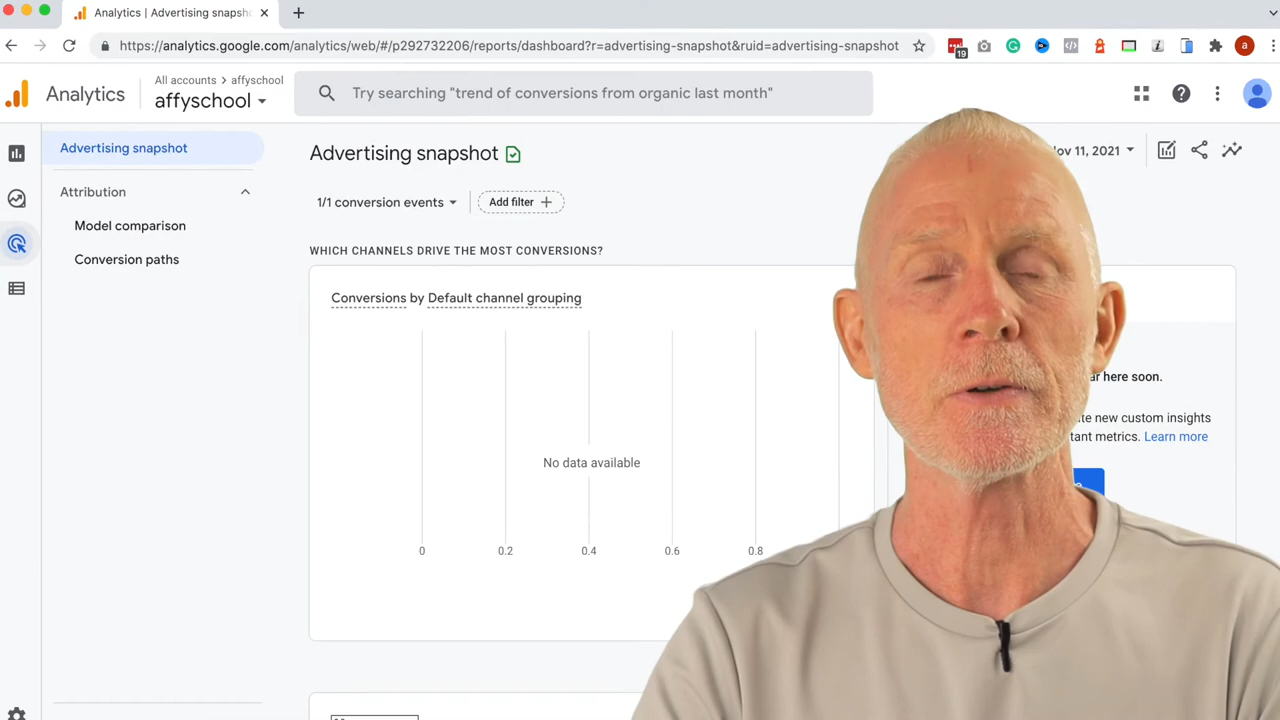 Analytics | Advertising snapsh
https://analytics.google.com/analytics/web/#/p292732206/reports/dashboard?r=advertising-snapshot&ruid=advertising-snapshot
19
a
Analytics
All accounts > affyschool
affyschool
Try searching "trend of conversions from organic last month"
Advertising snapshot
Attribution
Model comparison
Conversion paths
Advertising snapshot
Nov 11, 2021
1/1 conversion events
Add filter
WHICH CHANNELS DRIVE THE MOST CONVERSIONS?
Conversions by Default channel grouping
No data available
0 0.2 0.4 0.6 0.8
ar here soon.
te new custom insights
tant metrics. Learn more